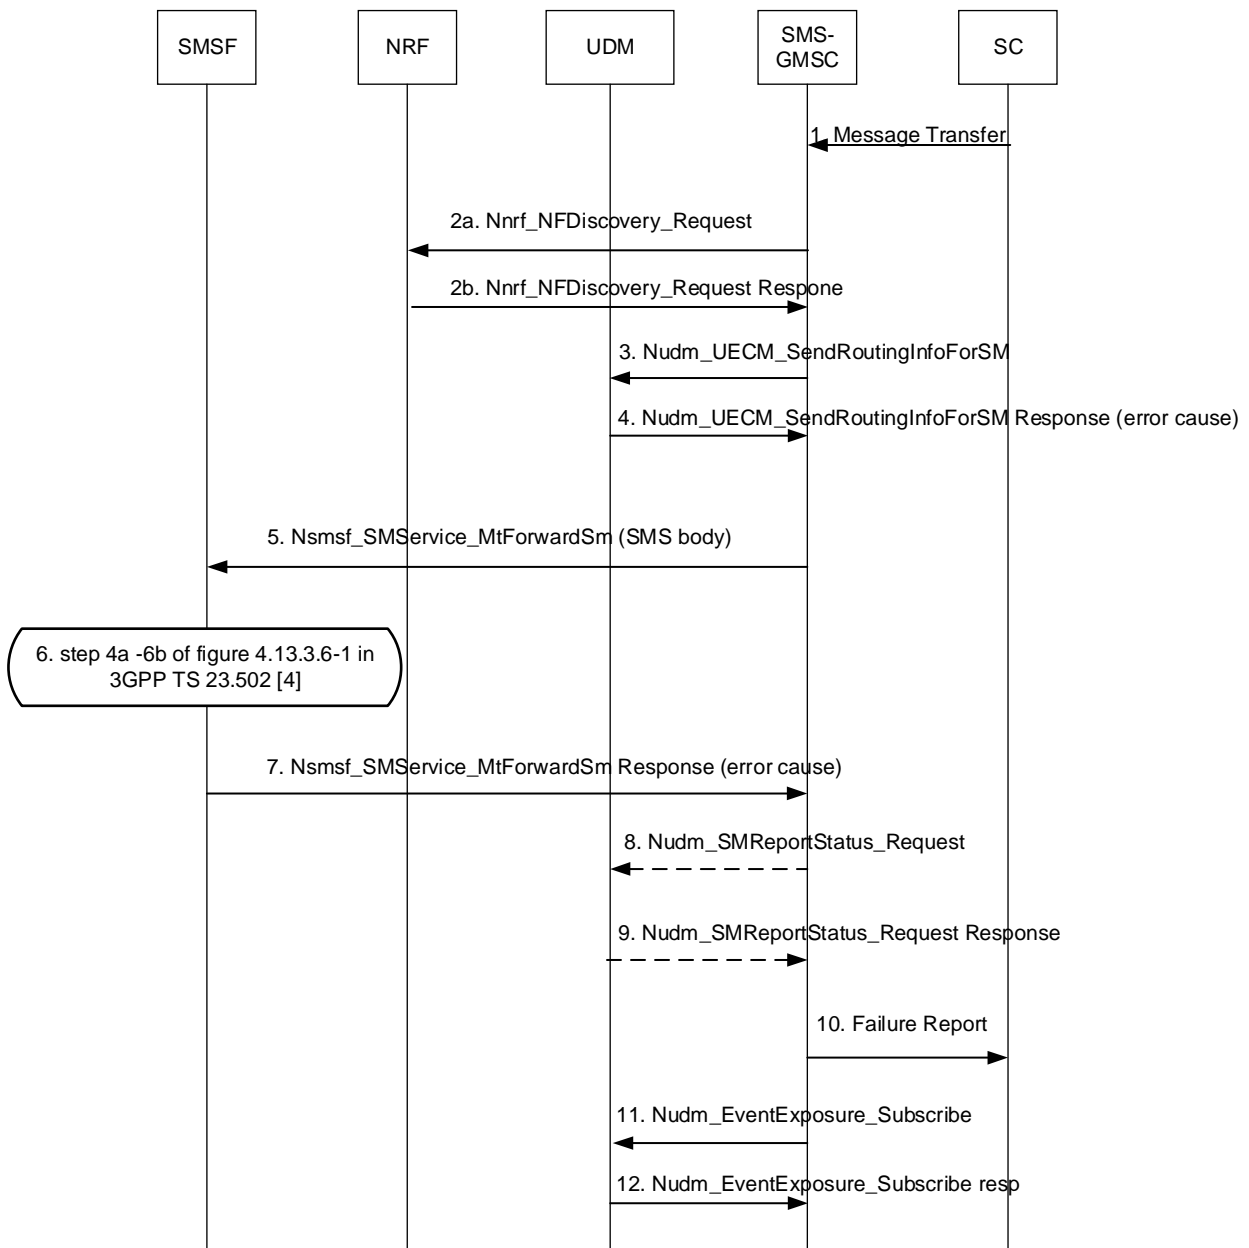 SMSF
NRF
UDM
SMS-
GMSC
SC
1. Message Transfer
2a. Nnrf_NFDiscovery_Request
2b. Nnrf_NFDiscovery_Request Respone
3. Nudm_UECM_SendRoutingInfoForSM
4. Nudm_UECM_SendRoutingInfoForSM Response (error cause)
5. Nsmsf_SMService_MtForwardSm (SMS body)
6. step 4a -6b of figure 4.13.3.6-1 in
3GPP TS 23.502 [4]
7. Nsmsf_SMService_MtForwardSm Response (error cause)
8. Nudm_SMReportStatus_Request
9. Nudm_SMReportStatus_Request Response
10. Failure Report
11. Nudm_EventExposure_Subscribe
12. Nudm_EventExposure_Subscribe resp